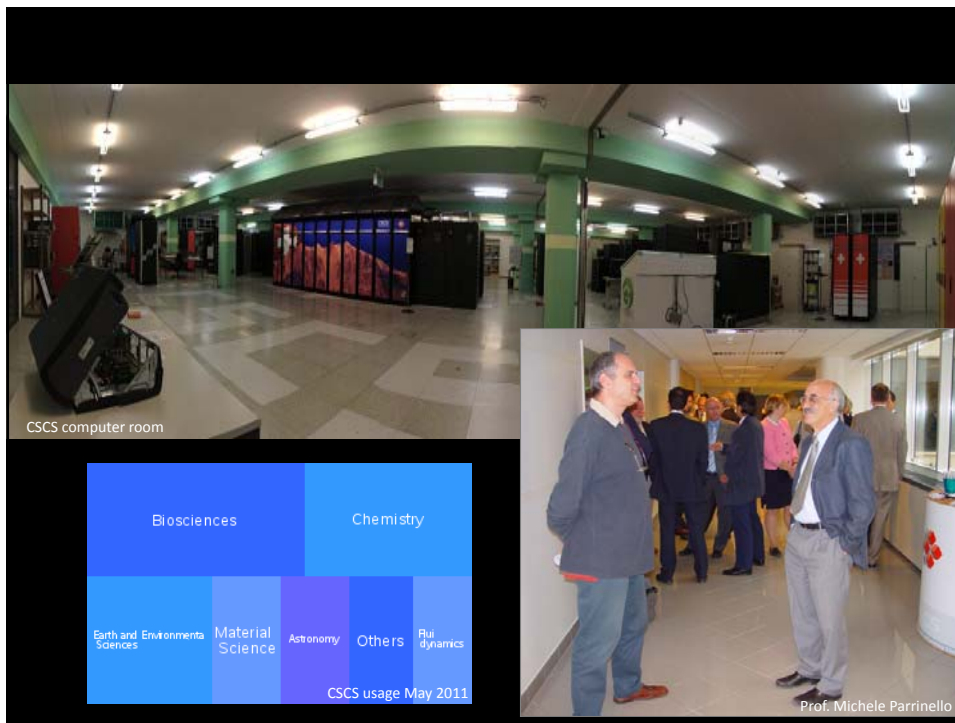 CSCS computer room
Biosciences
Chemistry
Earth and Environmenta
Sciences
Material
Science
Astronomy
Others
Flui
dynamics
CSCS usage May 2011
Prof. Michele Parrinello